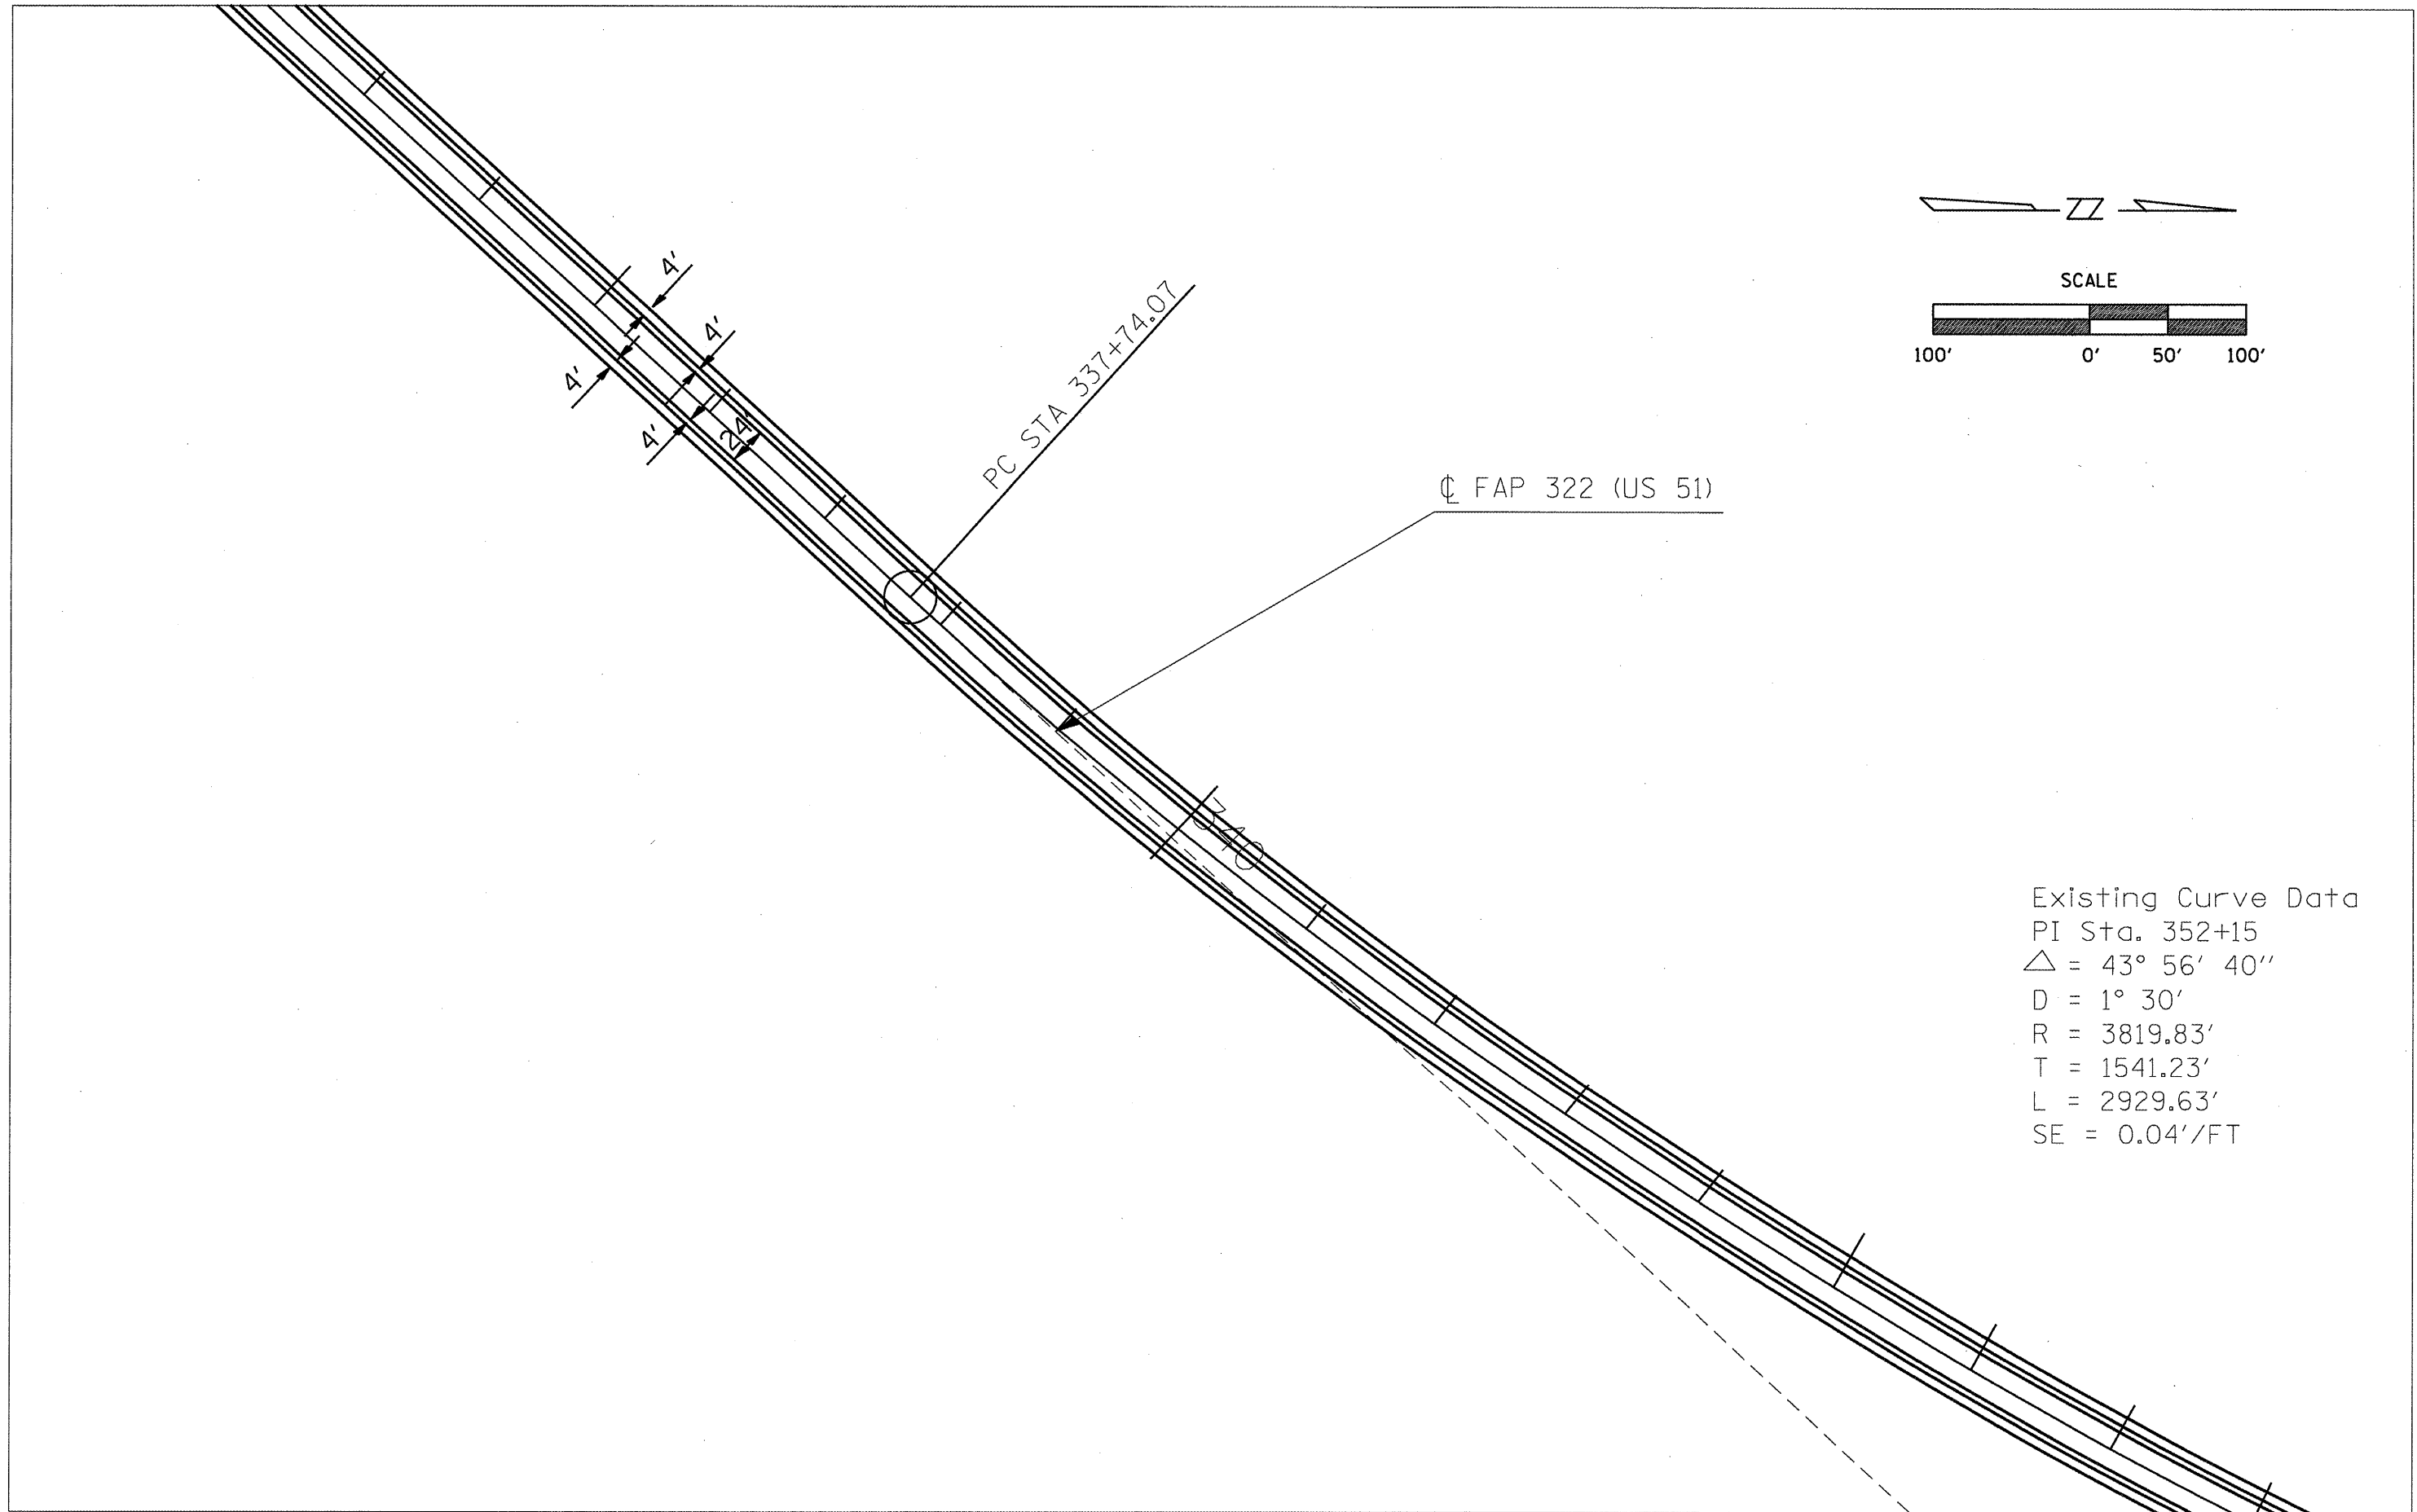 4'
4'
4'
4'
24'
PC STA 337+74.07
℄ FAP 322 (US 51)
340
Z
SCALE
100' 0' 50' 100'
Existing Curve Data
PI Sta. 352+15
△ = 43° 56' 40''
D = 1° 30'
R = 3819.83'
T = 1541.23'
L = 2929.63'
SE = 0.04'/FT